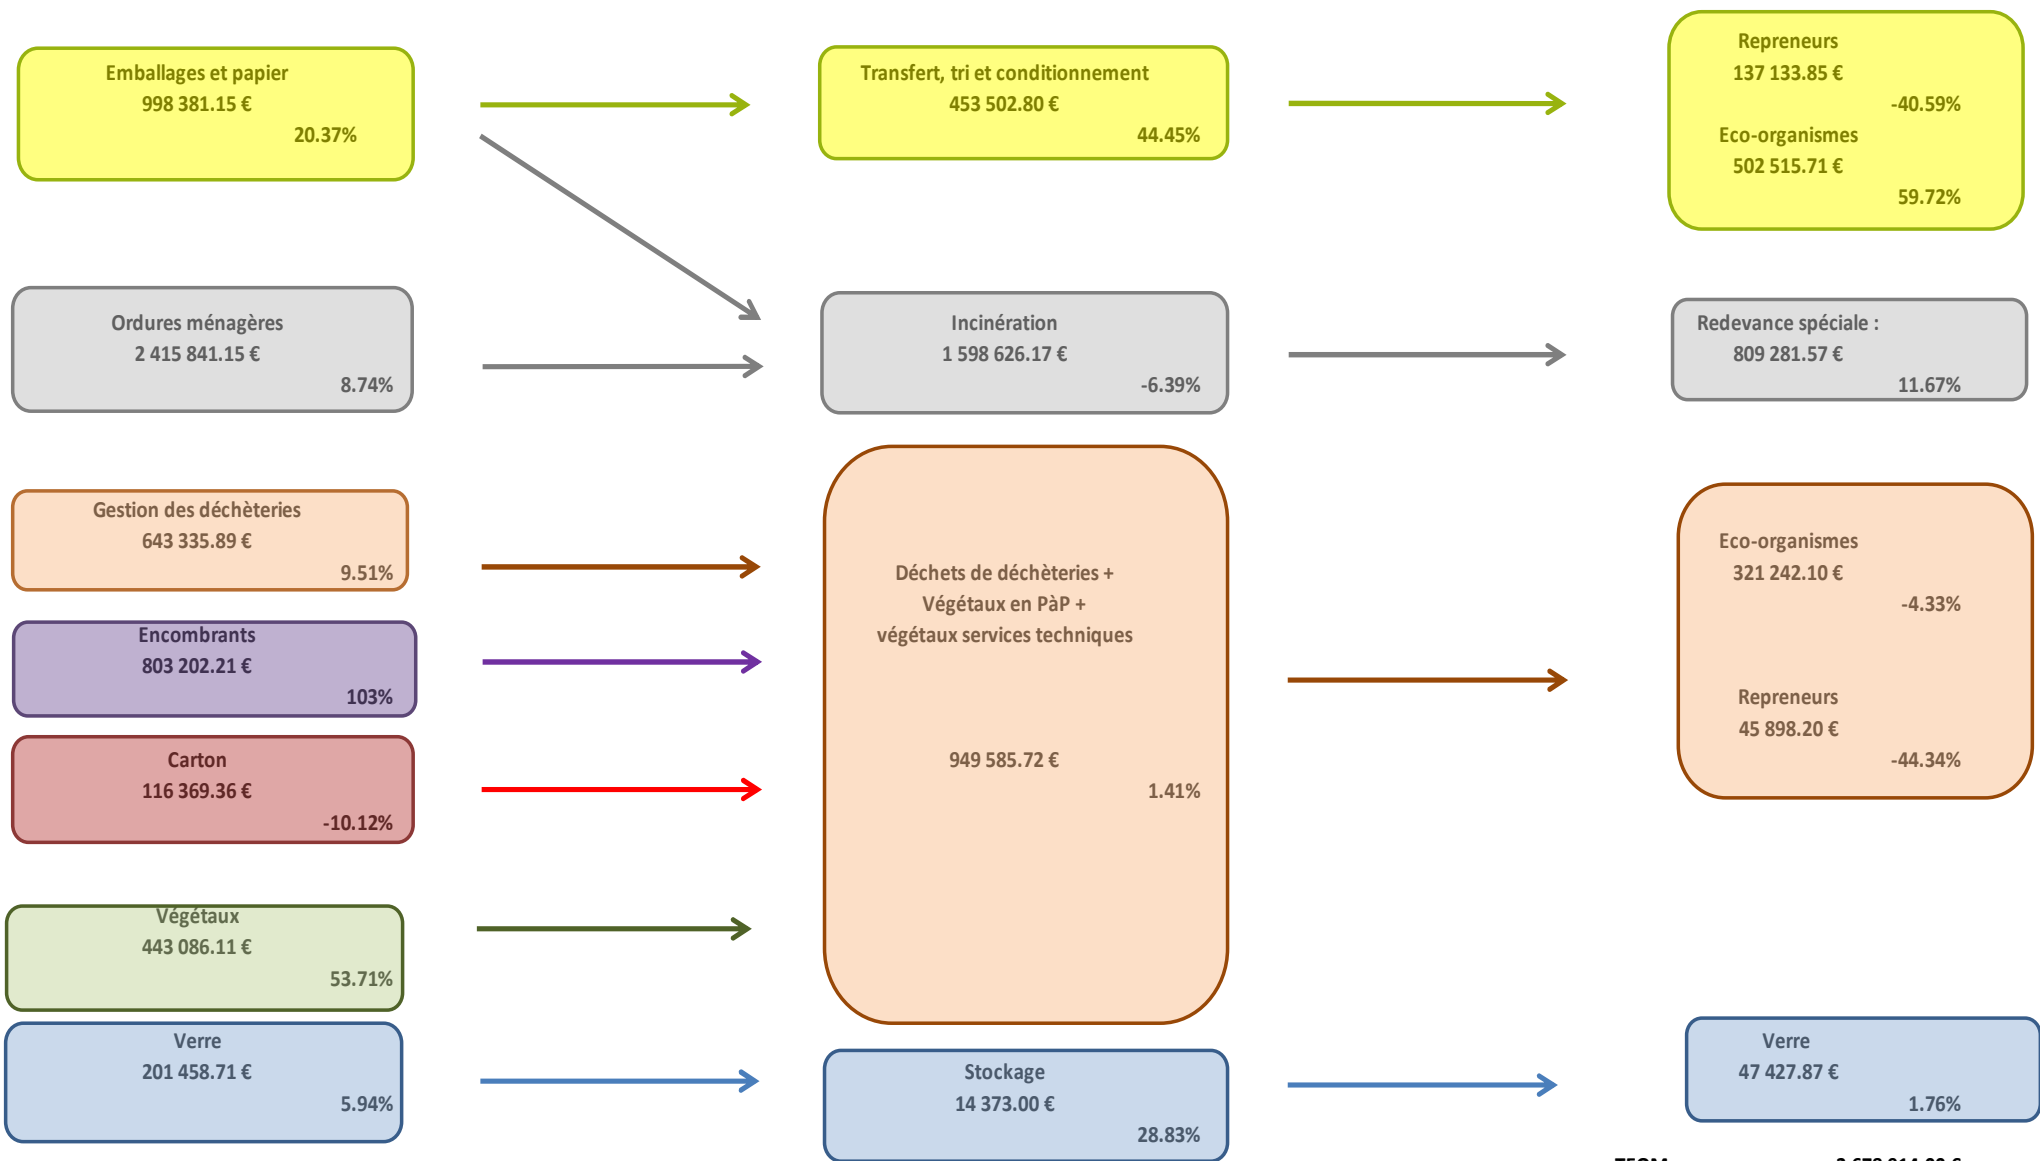 Emballages et papier
998 381.15 €
20.37%
Transfert, tri et conditionnement
453 502.80 €
44.45%
Repreneurs
137 133.85 €
-40.59%
Eco-organismes
502 515.71 €
59.72%
Ordures ménagères
2 415 841.15 €
8.74%
Incinération
1 598 626.17 €
-6.39%
Redevance spéciale :
809 281.57 €
11.67%
Gestion des déchèteries
643 335.89 €
9.51%
Encombrants
803 202.21 €
103%
Carton
116 369.36 €
-10.12%
Végétaux
443 086.11 €
53.71%
Déchets de déchèteries +
Végétaux en PàP +
végétaux services techniques
949 585.72 €
1.41%
Eco-organismes
321 242.10 €
-4.33%
Repreneurs
45 898.20 €
-44.34%
Verre
201 458.71 €
5.94%
Stockage
14 373.00 €
28.83%
Verre
47 427.87 €
1.76%